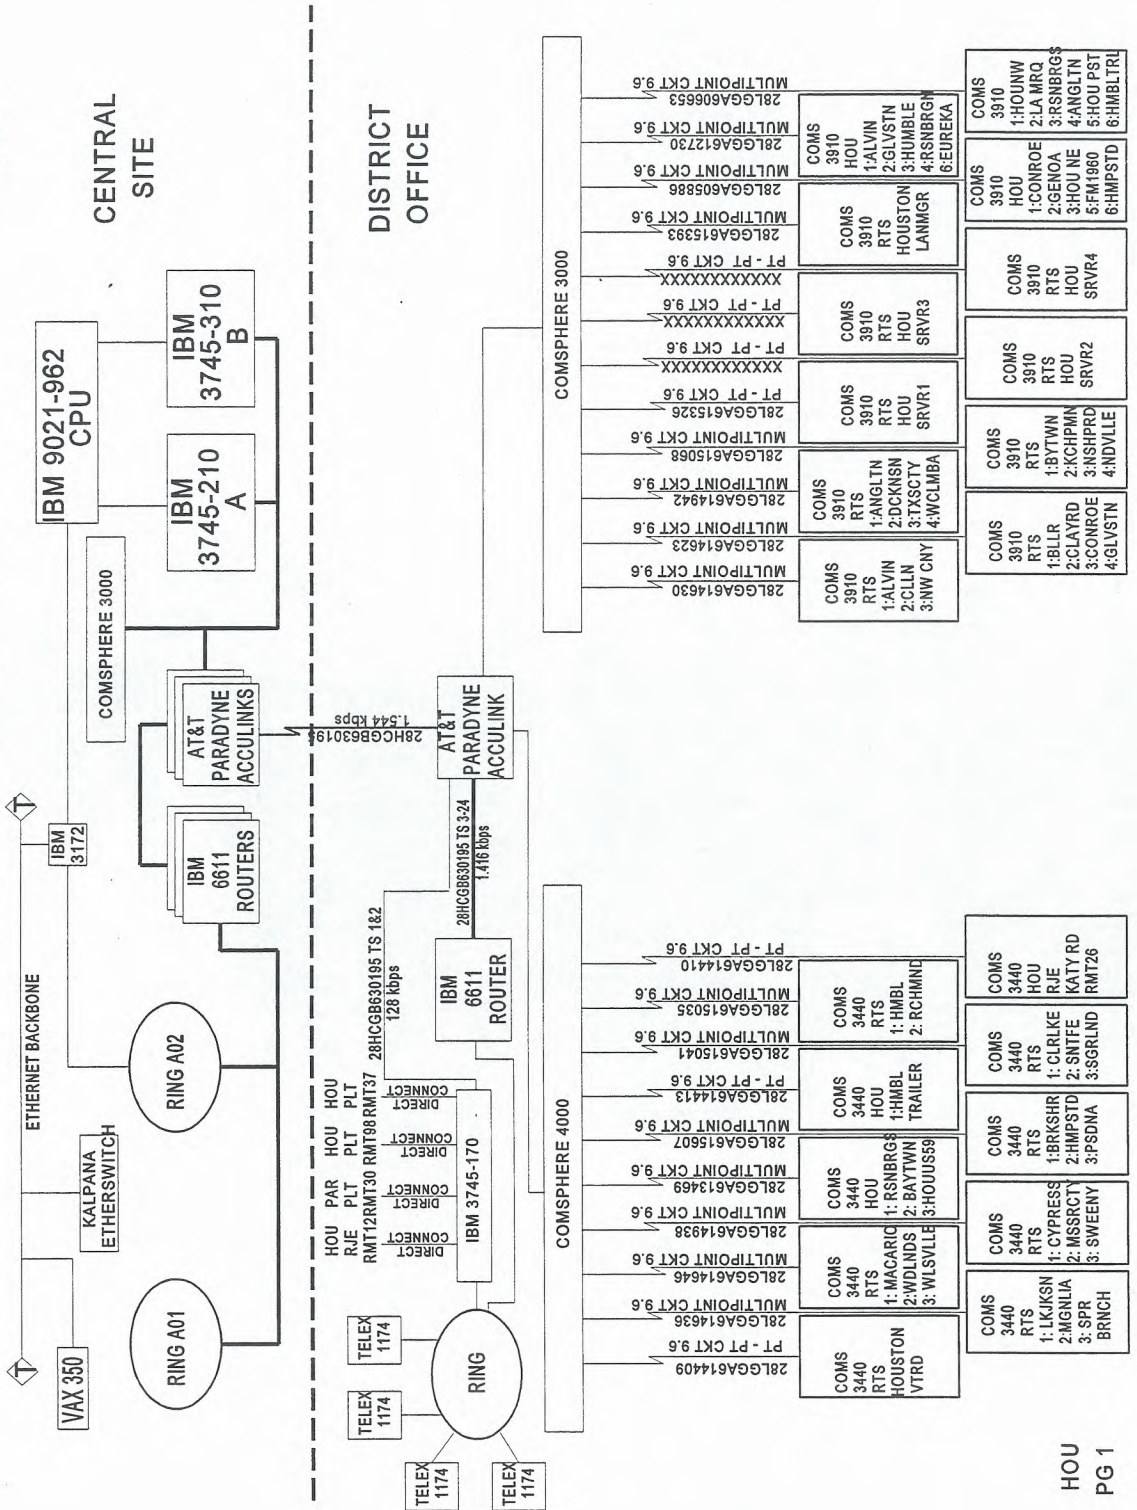 CENTRAL
SITE
IBM 9021-962
CPU
IBM
3745-310
B
IBM
3745-210
A
COMSPHERE 3000
AT&T
PARADYNE
ACCULINKS
IBM
6611
ROUTERS
IBM
3172
T
T
ETHERNET BACKBONE
KALPANA
ETHERSWITCH
VAX 350
RING A02
RING A01
DISTRICT
OFFICE
28HCGB630195
1.544 kbps
AT&T
PARADYNE
ACCULINK
28HCGB630195 TS 3-24
1.416 kbps
28HCGB630195 TS 1&2
128 kbps
IBM
6611
ROUTER
HOU PAR HOU HOU
RJE PLT PLT PLT
RMT12 RMT30 RMT98 RMT37
DIRECT
CONNECT
DIRECT
CONNECT
DIRECT
CONNECT
DIRECT
CONNECT
IBM 3745-170
RING
TELEX
1174
TELEX
1174
TELEX
1174
TELEX
1174
COMSPHERE 4000
PT - PT CKT 9.6
28LGGA614409
MULTIPOINT CKT 9.6
28LGGA614636
MULTIPOINT CKT 9.6
28LGGA614646
MULTIPOINT CKT 9.6
28LGGA614938
MULTIPOINT CKT 9.6
28LGGA613469
MULTIPOINT CKT 9.6
28LGGA615607
PT - PT CKT 9.6
28LGGA614413
MULTIPOINT CKT 9.6
28LGGA615041
MULTIPOINT CKT 9.6
28LGGA615035
PT - PT CKT 9.6
28LGGA614410
COMS
3440
RTS
HOUSTON
VTRD
COMS
3440
RTS
1: MACARIO
2:WDLNDS
3: WLSVLLE
COMS
3440
HOU
1: RSNBRGS
2: BAYTWN
3:HOUUS59
COMS
3440
HOU
1:HMBL
TRAILER
COMS
3440
RTS
1: HMBL
2: RCHMND
COMS
3440
RTS
1: LKJKSN
2:MGNLIA
3: SPR
BRNCH
COMS
3440
RTS
1: CYPRESS
2: MSSRCTY
3: SWEENY
COMS
3440
RTS
1:BRKSHR
2:HMPSTD
3:PSDNA
COMS
3440
RTS
1: CLRLKE
2: SNTFE
3:SGRLND
COMS
3440
HOU
RJE
KATY RD
RMT26
COMSPHERE 3000
MULTIPOINT CKT 9.6
28LGGA614630
MULTIPOINT CKT 9.6
28LGGA614623
MULTIPOINT CKT 9.6
28LGGA614942
MULTIPOINT CKT 9.6
28LGGA615068
PT - PT CKT 9.6
28LGGA615326
PT - PT CKT 9.6
XXXXXXXXXXXX
PT - PT CKT 9.6
XXXXXXXXXXXX
PT - PT CKT 9.6
XXXXXXXXXXXX
MULTIPOINT CKT 9.6
28LGGA615393
MULTIPOINT CKT 9.6
28LGGA605886
MULTIPOINT CKT 9.6
28LGGA612730
MULTIPOINT CKT 9.6
28LGGA606653
COMS
3910
RTS
1:ALVIN
2:CLLN
3:NW CNY
COMS
3910
RTS
1:ANGLTN
2:DCKNSN
3:TXSCTY
4:WCLMBA
COMS
3910
RTS
HOU
SRVR1
COMS
3910
RTS
HOU
SRVR3
COMS
3910
RTS
HOUSTON
LANMGR
COMS
3910
HOU
1:ALVIN
2:GLVSTN
3:HUMBLE
4:RSNBRGN
6:EUREKA
COMS
3910
RTS
1:BLLR
2:CLAYRD
3:CONROE
4:GLVSTN
COMS
3910
RTS
1:BYTWN
2:KCHPMN
3:NSHPRD
4:NDVLLE
COMS
3910
RTS
HOU
SRVR2
COMS
3910
RTS
HOU
SRVR4
COMS
3910
HOU
1:CONROE
2:GENOA
3:HOU NE
5:FM1960
6:HMPSTD
COMS
3910
1:HOUNW
2:LA MRQ
3:RSNBRGS
4:ANGLTN
5:HOU PST
6:HMBLTRL
HOU
PG 1